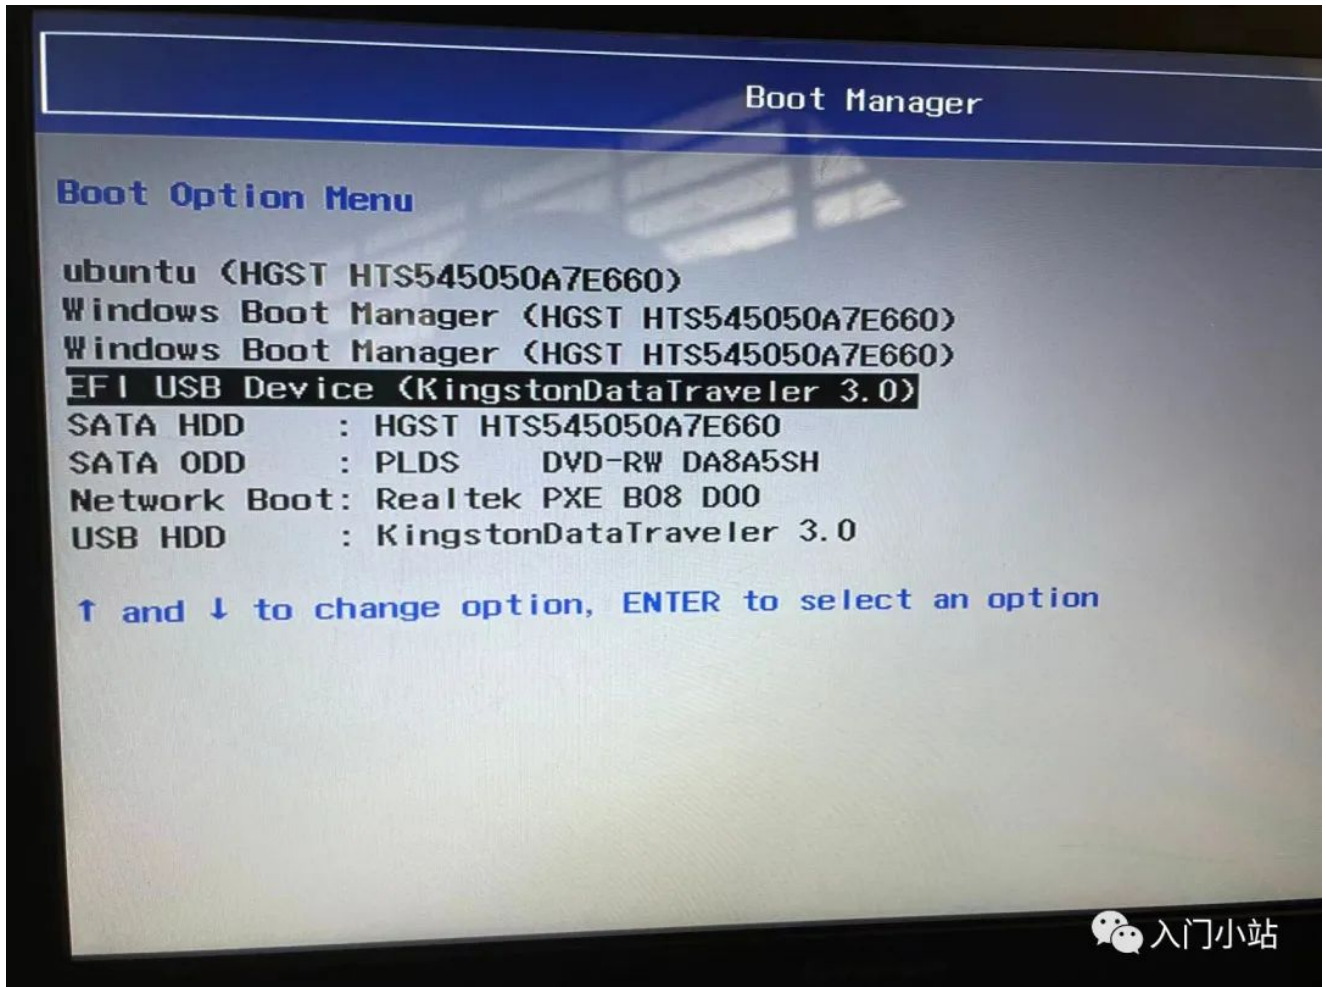 Boot Manager
Boot Option Menu
ubuntu (HGST HTS545050A7E660)
Windows Boot Manager (HGST HTS545050A7E660)
Windows Boot Manager (HGST HTS545050A7E660)
EFI USB Device (KingstonDataTraveler 3.0)
SATA HDD : HGST HTS545050A7E660
SATA ODD : PLDS DVD-RW DA8A5SH
Network Boot: Realtek PXE B08 D00
USB HDD : KingstonDataTraveler 3.0
↑ and ↓ to change option, ENTER to select an option
入门小站